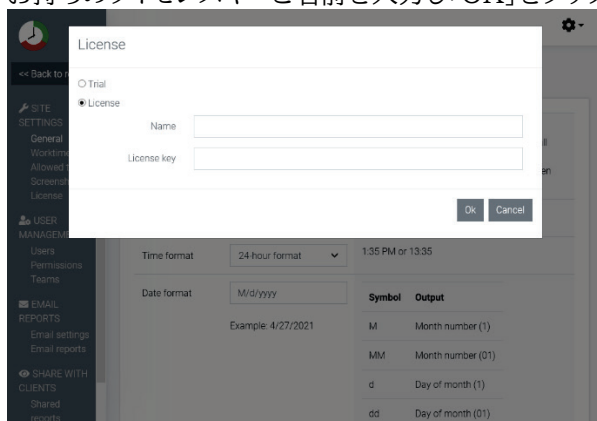 お持ちのライセンスキーと名前を入力し「OK」をクリック
License
<< Back to r
Trial
License
Name
License key
Ok Cancel
SITE
SETTINGS
General
Worktime
Allowed t
Screensh
License
USER
MANAGEME
Users
Permissions
Teams
EMAIL
REPORTS
Email settings
Email reports
SHARE WITH
CLIENTS
Shared
reports
ll
en
Time format 24-hour format 1:35 PM or 13:35
Date format M/d/yyyy
Example: 4/27/2021
Symbol Output
M Month number (1)
MM Month number (01)
d Day of month (1)
dd Day of month (01)